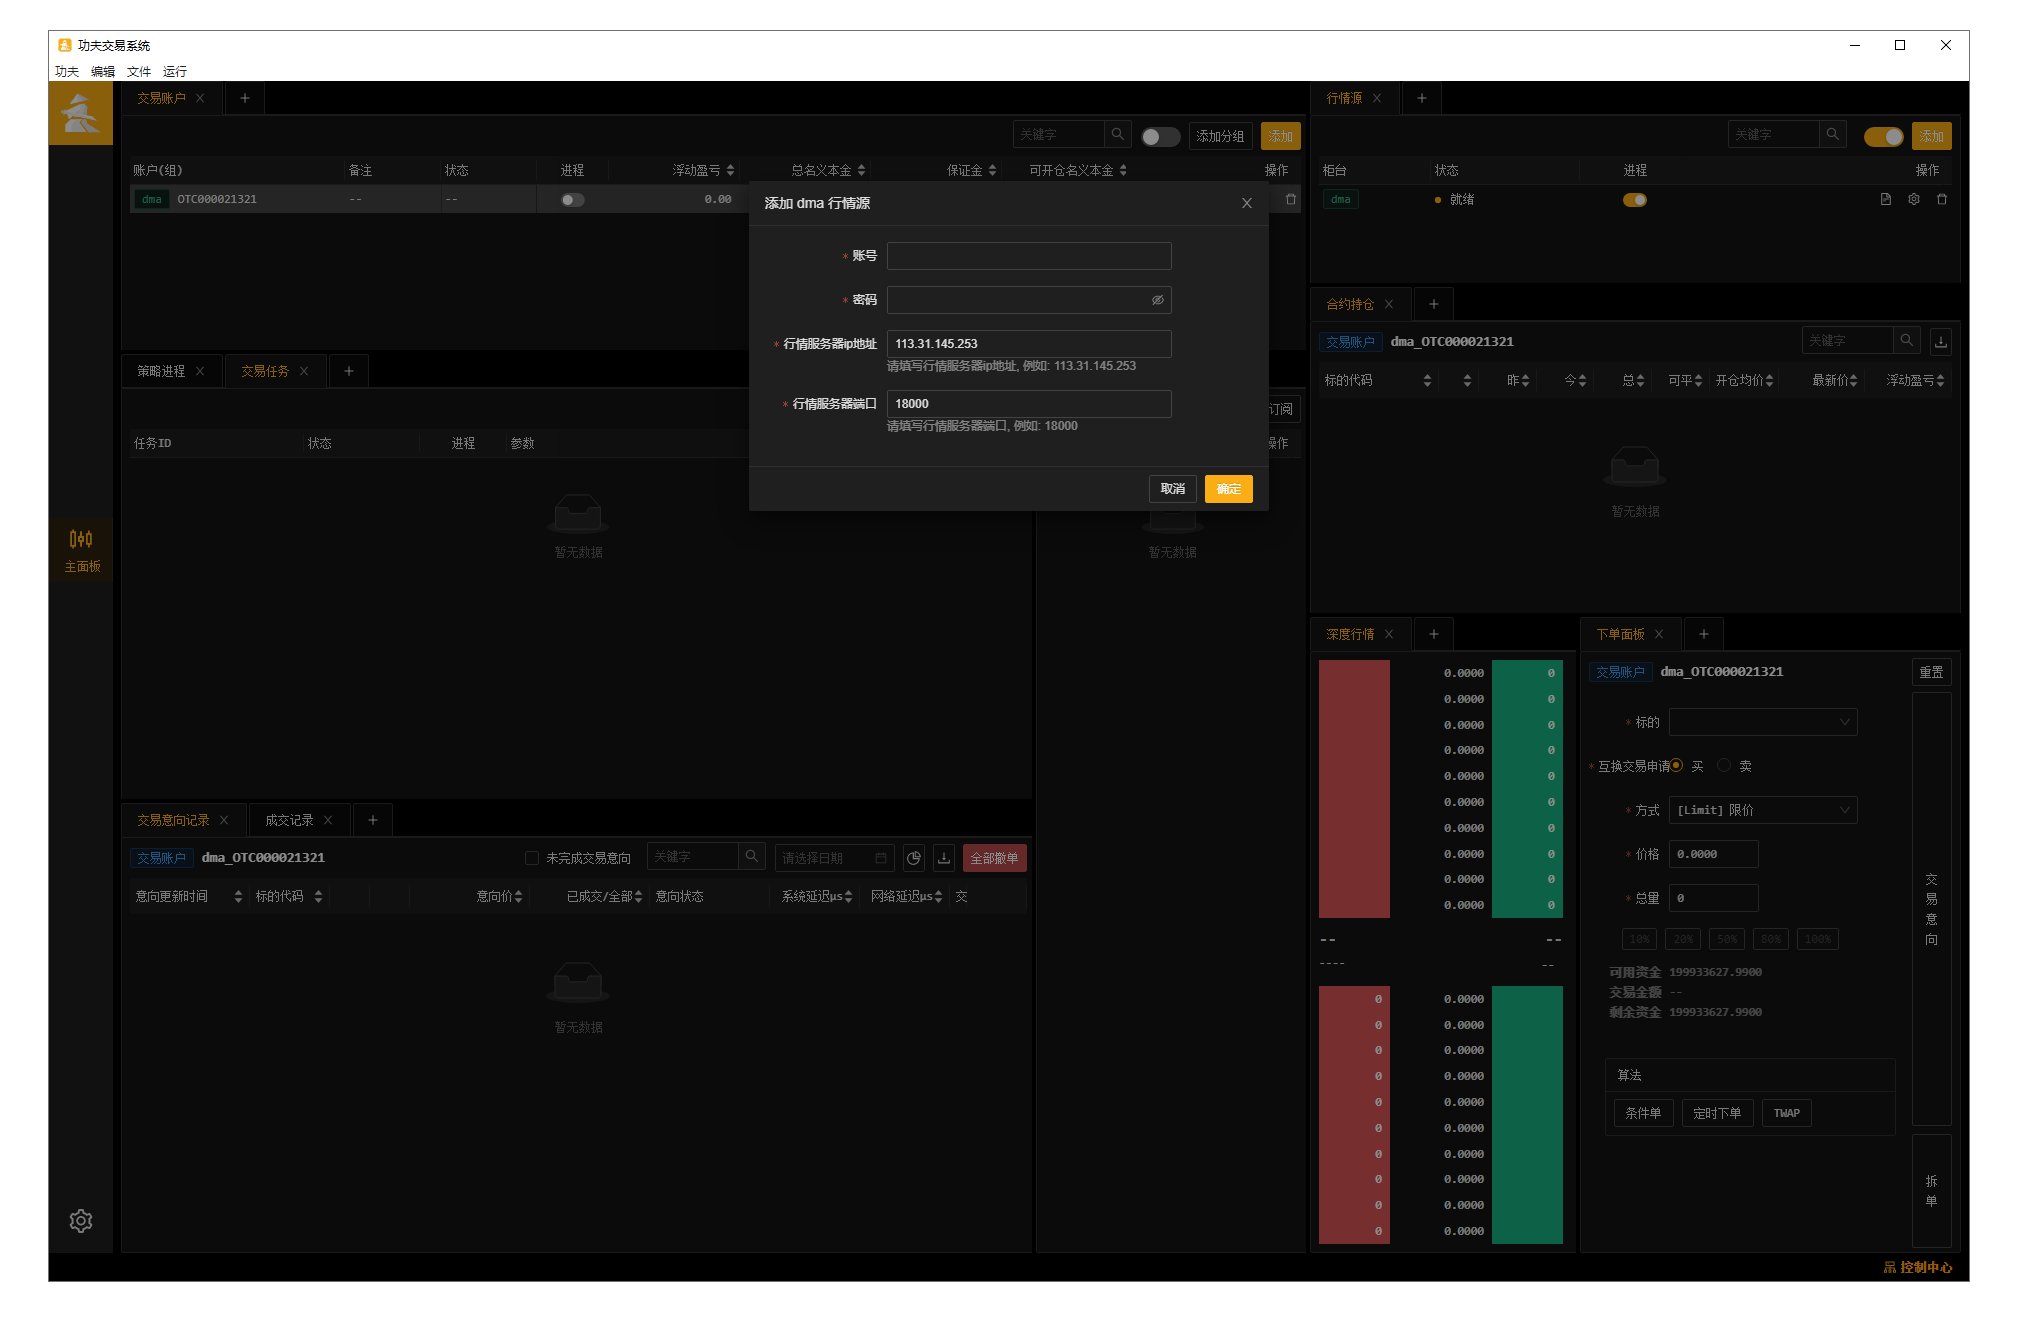 功夫交易系统
功夫 编辑 文件 运行
交易账户
行情源
关键字 添加分组 添加
关键字 添加
账户(组) 备注 状态 进程 浮动盈亏 总名义本金 保证金 可开仓名义本金 操作
柜台 状态 进程 操作
dma OTC000021321 -- -- 0.00
dma 就绪
添加 dma 行情源
* 账号
* 密码
* 行情服务器ip地址 113.31.145.253
请填写行情服务器ip地址, 例如: 113.31.145.253
* 行情服务器端口 18000
请填写行情服务器端口, 例如: 18000
取消 确定
合约持仓
交易账户 dma_OTC000021321 关键字
标的代码 昨 今 总 可平 开仓均价 最新价 浮动盈亏
暂无数据
策略进程 交易任务
订阅
任务ID 状态 进程 参数
操作
暂无数据
暂无数据
主面板
交易意向记录 成交记录
交易账户 dma_OTC000021321 未完成交易意向 关键字 请选择日期 全部撤单
意向更新时间 标的代码 意向价 已成交/全部 意向状态 系统延迟μs 网络延迟μs 交
暂无数据
深度行情
0.0000 0
0.0000 0
0.0000 0
0.0000 0
0.0000 0
0.0000 0
0.0000 0
0.0000 0
0.0000 0
0.0000 0
-- --
---- --
0 0.0000
0 0.0000
0 0.0000
0 0.0000
0 0.0000
0 0.0000
0 0.0000
0 0.0000
0 0.0000
0 0.0000
下单面板
交易账户 dma_OTC000021321 重置
* 标的
* 互换交易申请 买 卖
* 方式 [Limit] 限价
* 价格 0.0000
* 总量 0
10% 20% 50% 80% 100%
可用资金 199933627.9900
交易金额 --
剩余资金 199933627.9900
算法
条件单 定时下单 TWAP
交易意向
拆单
控制中心